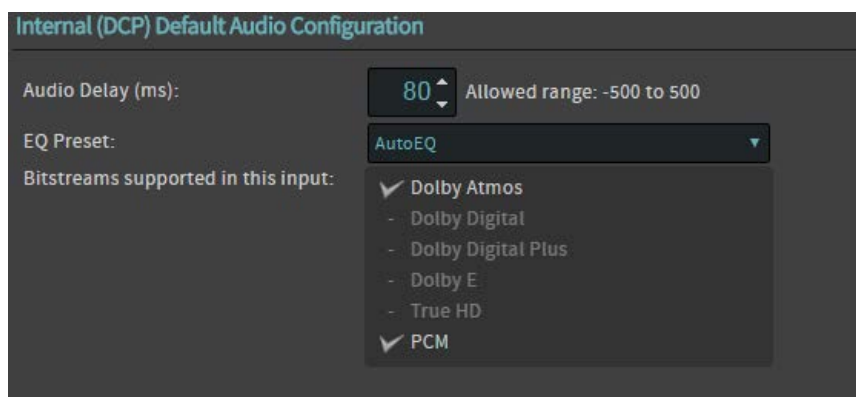 Internal (DCP) Default Audio Configuration
Audio Delay (ms): 80 Allowed range: -500 to 500
EQ Preset: AutoEQ
Bitstreams supported in this input:
Dolby Atmos
- Dolby Digital
- Dolby Digital Plus
- Dolby E
- True HD
PCM